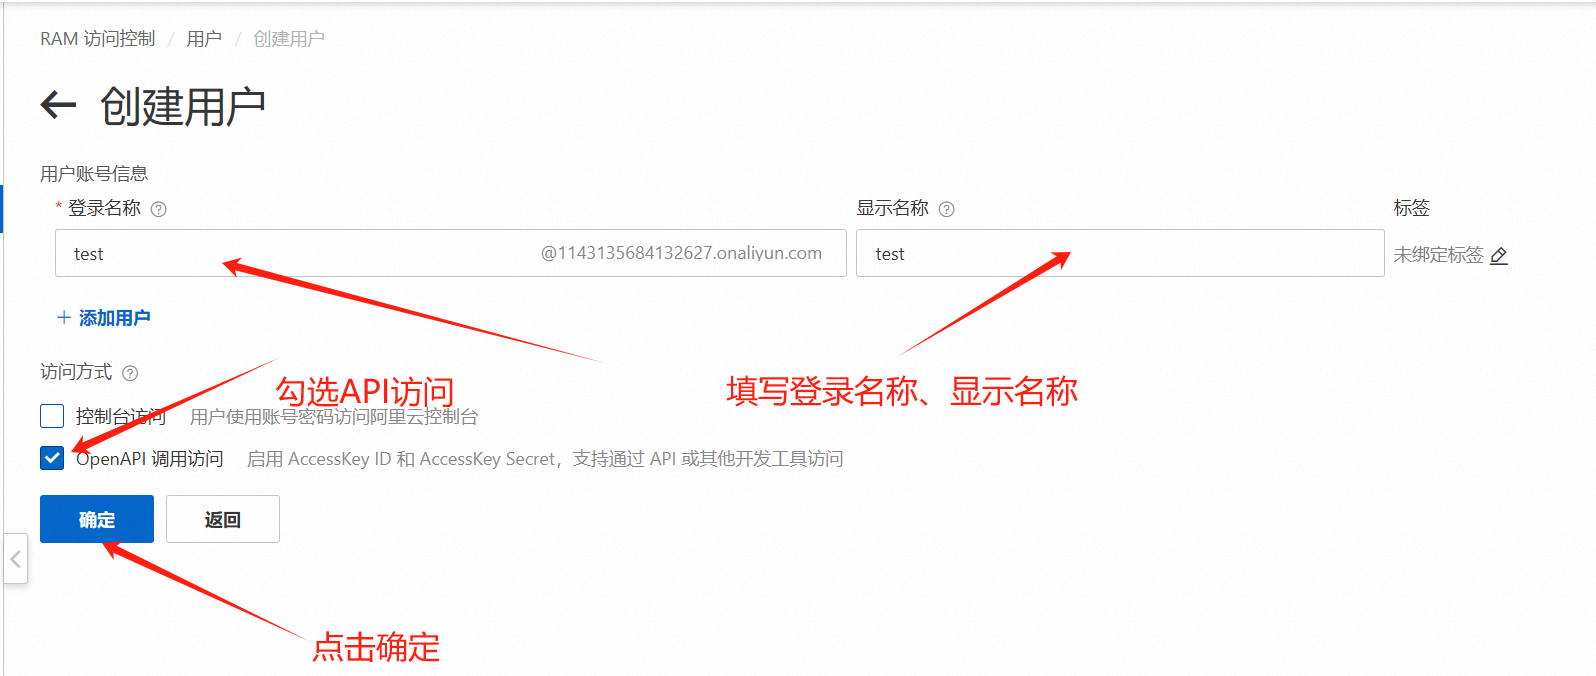 RAM 访问控制 / 用户 / 创建用户
创建用户
用户账号信息
* 登录名称 显示名称 标签
test @1143135684132627.onaliyun.com test 未绑定标签
+ 添加用户
访问方式
勾选API访问 填写登录名称、显示名称
控制台访问 用户使用账号密码访问阿里云控制台
OpenAPI 调用访问 启用 AccessKey ID 和 AccessKey Secret，支持通过 API 或其他开发工具访问
确定 返回
点击确定